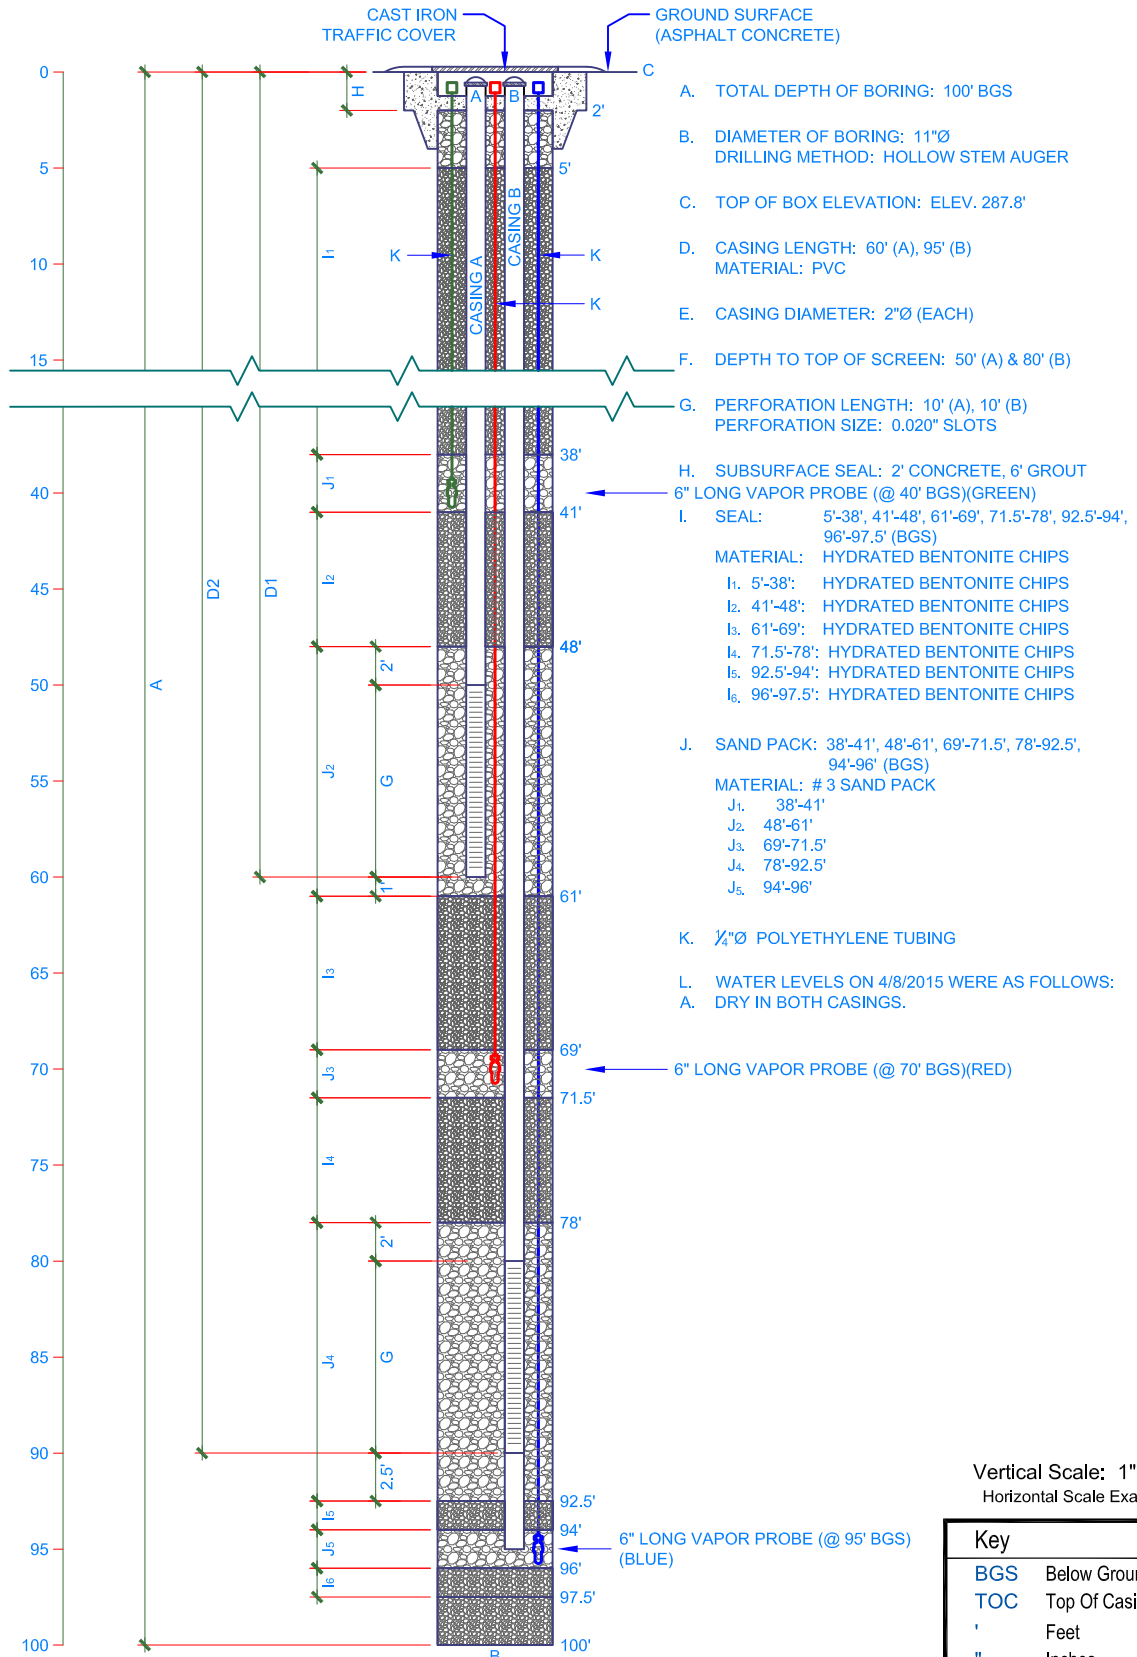 CAST IRON
TRAFFIC COVER
GROUND SURFACE
(ASPHALT CONCRETE)
0
5
10
15
40
45
50
55
60
65
70
75
80
85
90
95
100
A
D2
D1
H
I1
J1
I2
J2
I3
J3
I4
J4
I5
J5
I6
2'
G
1'
2'
G
2.5'
A
B
C
CASING A
CASING B
K
K
K
2'
5'
38'
41'
48'
61'
69'
71.5'
78'
92.5'
94'
96'
97.5'
100'
B
A. TOTAL DEPTH OF BORING: 100' BGS
B. DIAMETER OF BORING: 11"Ø
DRILLING METHOD: HOLLOW STEM AUGER
C. TOP OF BOX ELEVATION: ELEV. 287.8'
D. CASING LENGTH: 60' (A), 95' (B)
MATERIAL: PVC
E. CASING DIAMETER: 2"Ø (EACH)
F. DEPTH TO TOP OF SCREEN: 50' (A) & 80' (B)
G. PERFORATION LENGTH: 10' (A), 10' (B)
PERFORATION SIZE: 0.020" SLOTS
H. SUBSURFACE SEAL: 2' CONCRETE, 6' GROUT
6" LONG VAPOR PROBE (@ 40' BGS)(GREEN)
I. SEAL: 5'-38', 41'-48', 61'-69', 71.5'-78', 92.5'-94',
96'-97.5' (BGS)
MATERIAL: HYDRATED BENTONITE CHIPS
I1. 5'-38': HYDRATED BENTONITE CHIPS
I2. 41'-48': HYDRATED BENTONITE CHIPS
I3. 61'-69': HYDRATED BENTONITE CHIPS
I4. 71.5'-78': HYDRATED BENTONITE CHIPS
I5. 92.5'-94': HYDRATED BENTONITE CHIPS
I6. 96'-97.5': HYDRATED BENTONITE CHIPS
J. SAND PACK: 38'-41', 48'-61', 69'-71.5', 78'-92.5',
94'-96' (BGS)
MATERIAL: # 3 SAND PACK
J1. 38'-41'
J2. 48'-61'
J3. 69'-71.5'
J4. 78'-92.5'
J5. 94'-96'
K. ¼"Ø POLYETHYLENE TUBING
L. WATER LEVELS ON 4/8/2015 WERE AS FOLLOWS:
A. DRY IN BOTH CASINGS.
6" LONG VAPOR PROBE (@ 70' BGS)(RED)
6" LONG VAPOR PROBE (@ 95' BGS)
(BLUE)
Vertical Scale: 1"
Horizontal Scale Exa
Key
BGS Below Groun
TOC Top Of Casi
' Feet
" Inches